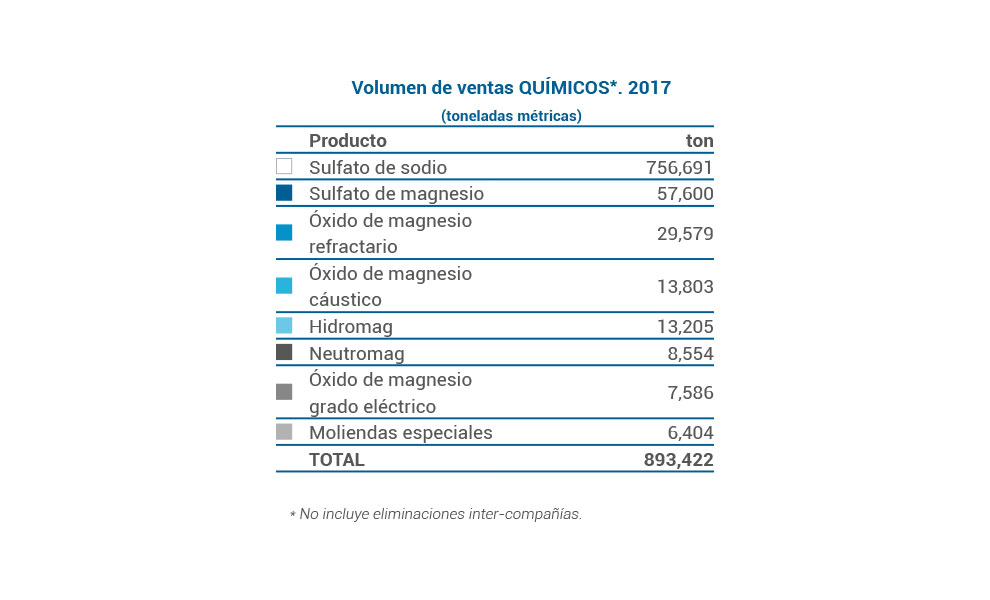 Volumen de ventas QUÍMICOS*. 2017
(toneladas métricas)
Producto ton
Sulfato de sodio 756,691
Sulfato de magnesio 57,600
Óxido de magnesio
refractario 29,579
Óxido de magnesio
cáustico 13,803
Hidromag 13,205
Neutromag 8,554
Óxido de magnesio
grado eléctrico 7,586
Moliendas especiales 6,404
TOTAL 893,422
* No incluye eliminaciones inter-compañías.